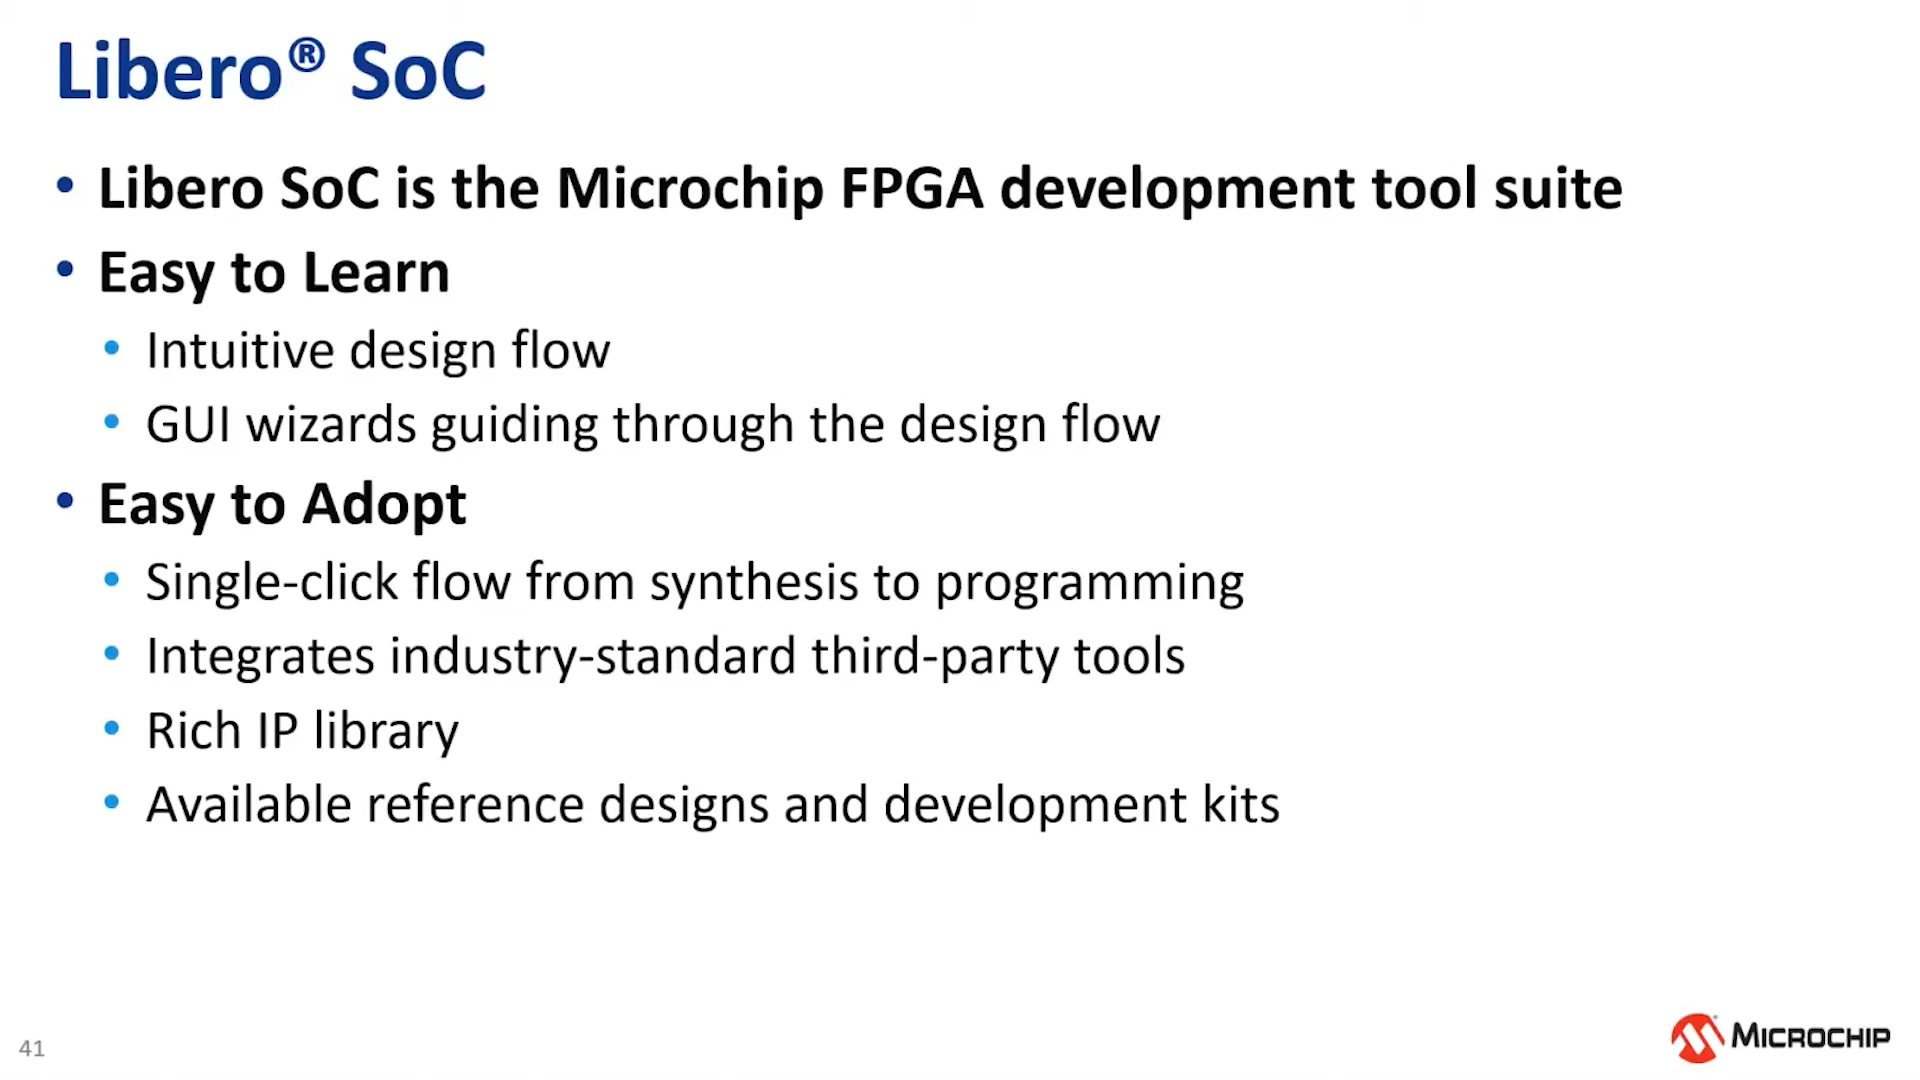 Libero® SoC
• Libero SoC is the Microchip FPGA development tool suite
• Easy to Learn
• Intuitive design flow
• GUI wizards guiding through the design flow
• Easy to Adopt
• Single-click flow from synthesis to programming
• Integrates industry-standard third-party tools
• Rich IP library
• Available reference designs and development kits
41
MICROCHIP